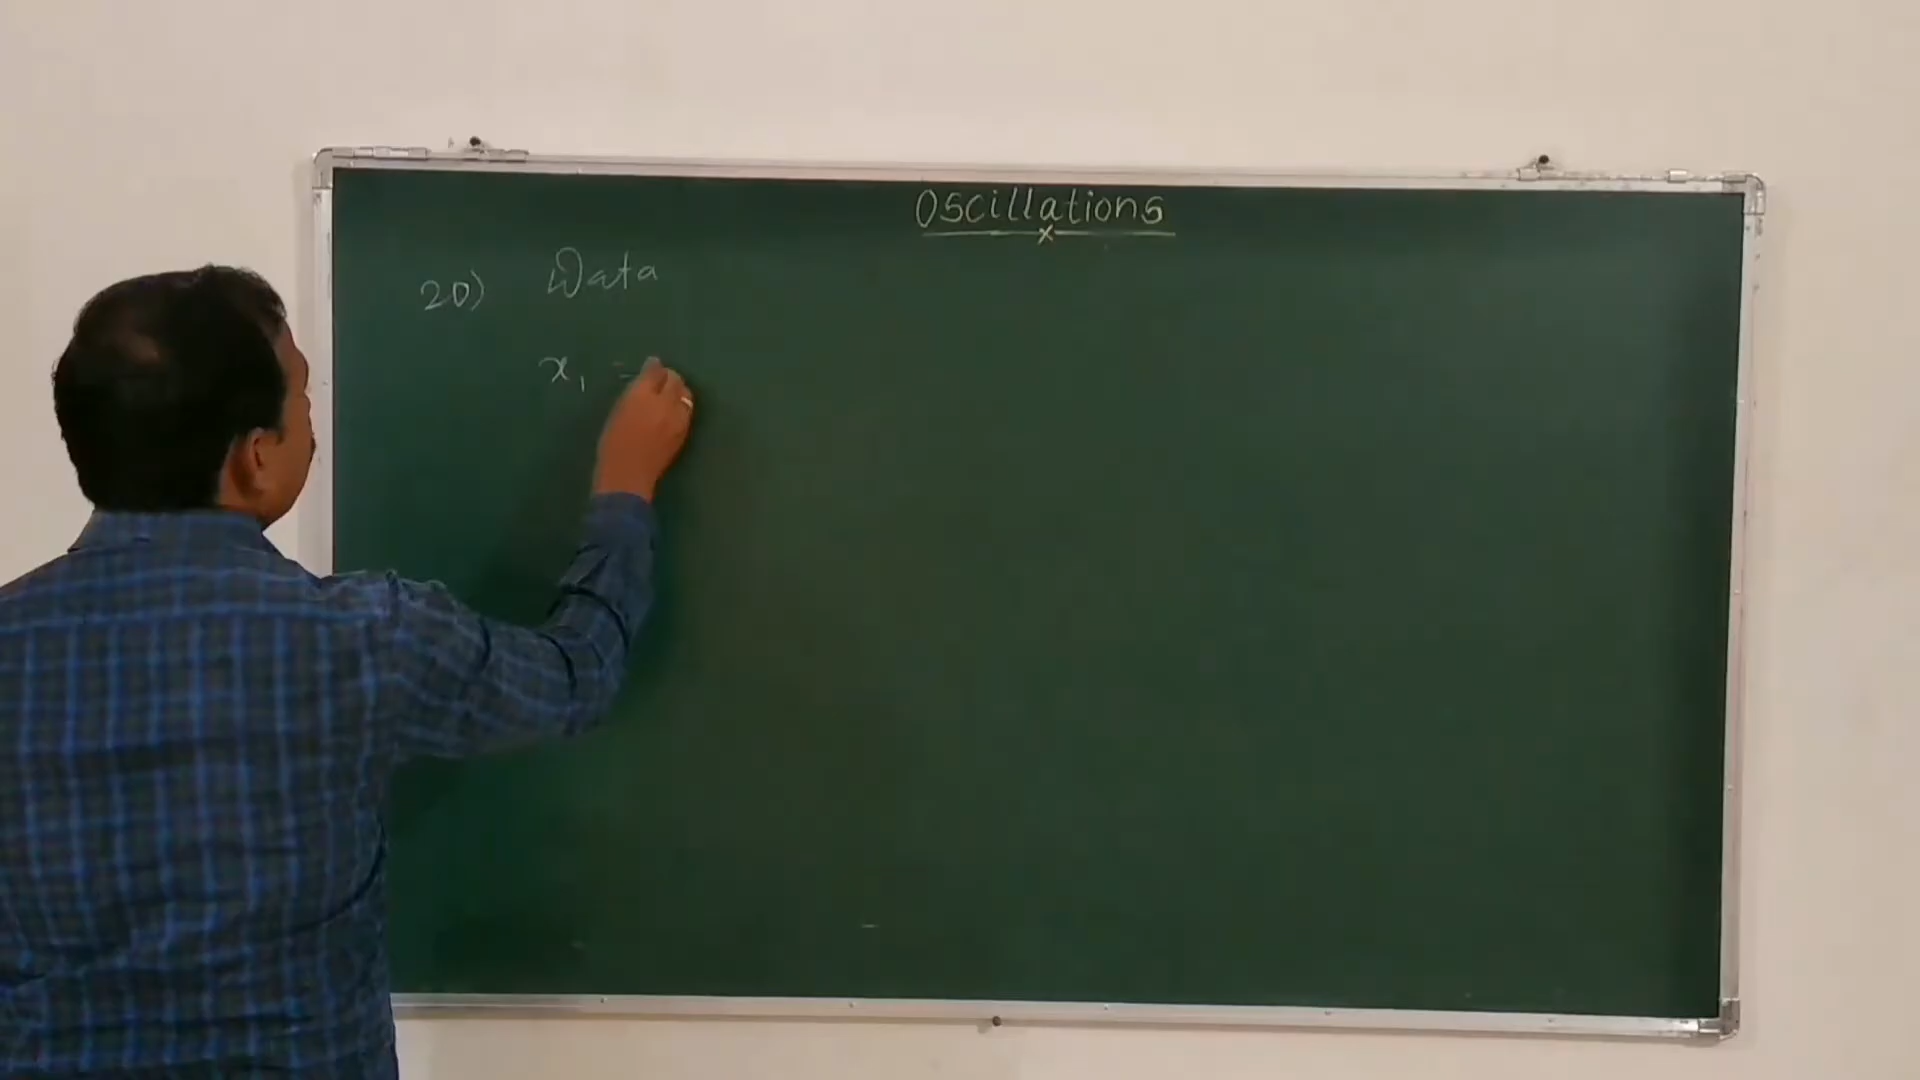 Oscillations
20) Data
x₁ =